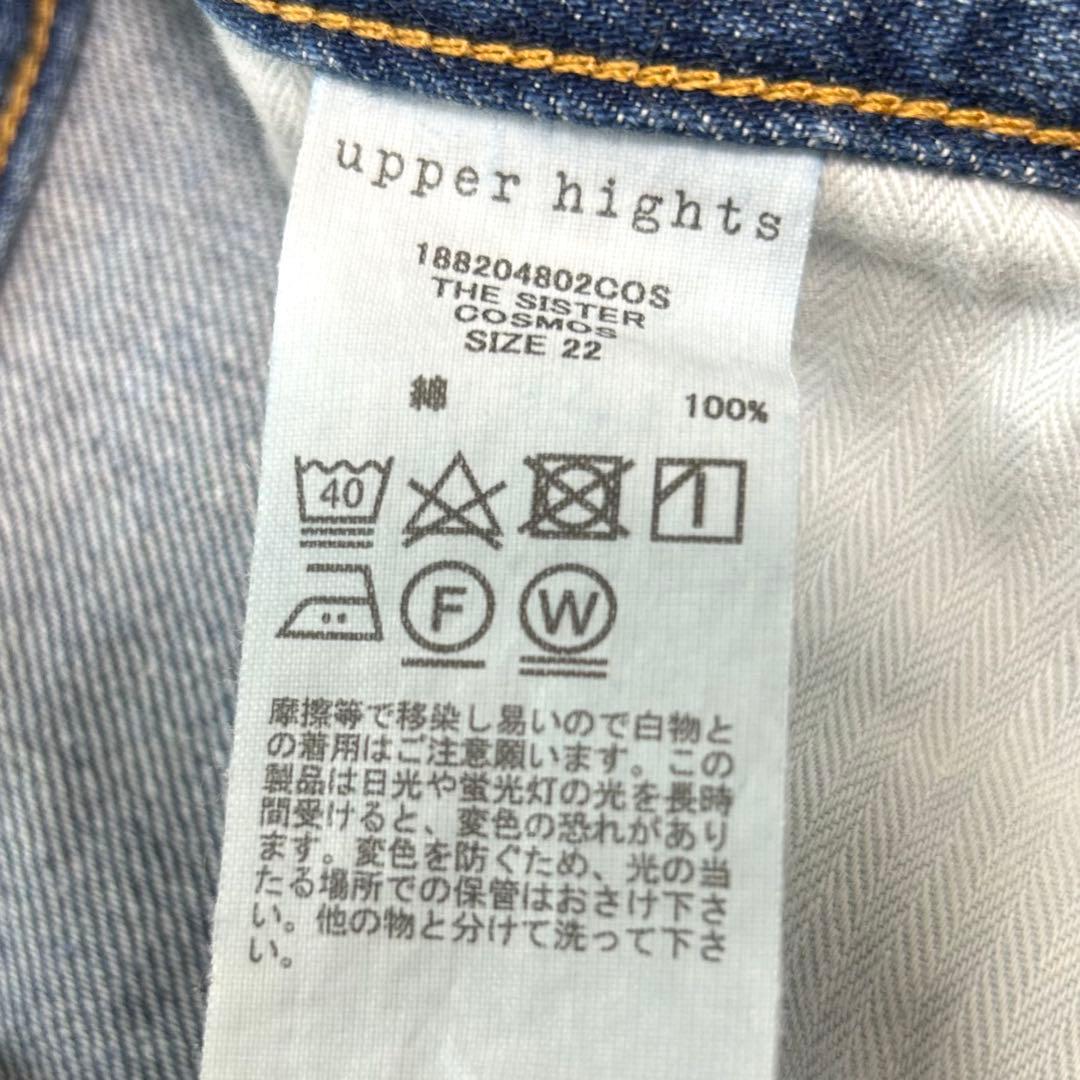 upper hights
188204802COS
THE SISTER
COSMOS
SIZE 22
綿 100%
40
F W
摩擦等で移染し易いので白物と
の着用はご注意願います。この
製品は日光や蛍光灯の光を長時
間受けると、変色の恐れがあり
ます。変色を防ぐため、光の当
たる場所での保管はおさけ下さ
い。他の物と分けて洗って下さ
い。